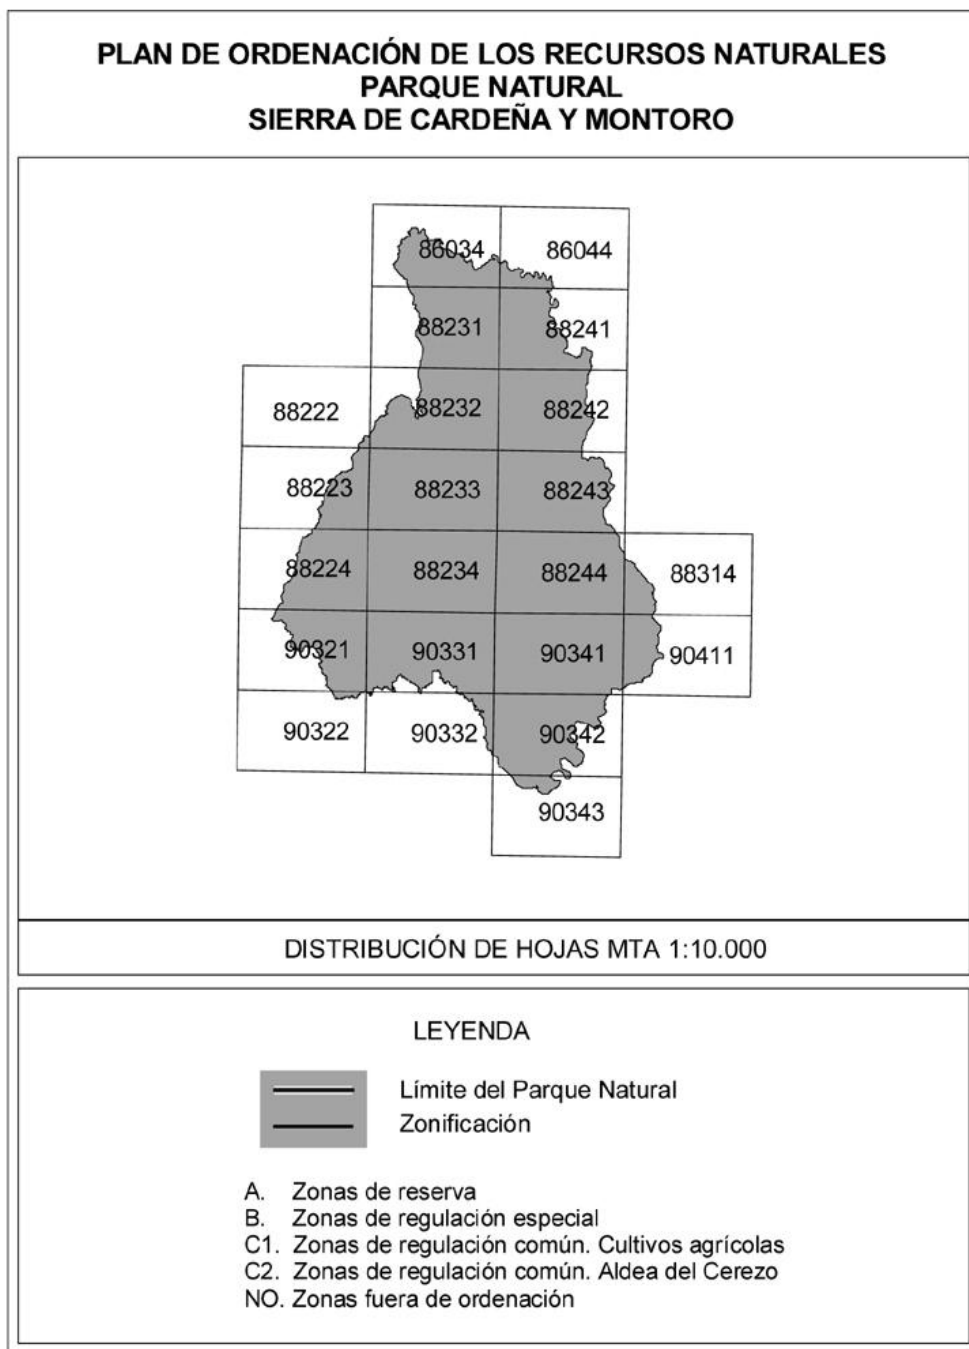 PLAN DE ORDENACIÓN DE LOS RECURSOS NATURALES
PARQUE NATURAL
SIERRA DE CARDEÑA Y MONTORO
86034 86044
88231 88241
88222 88232 88242
88223 88233 88243
88224 88234 88244 88314
90321 90331 90341 90411
90322 90332 90342
90343
DISTRIBUCIÓN DE HOJAS MTA 1:10.000
LEYENDA
Límite del Parque Natural
Zonificación
A. Zonas de reserva
B. Zonas de regulación especial
C1. Zonas de regulación común. Cultivos agrícolas
C2. Zonas de regulación común. Aldea del Cerezo
NO. Zonas fuera de ordenación